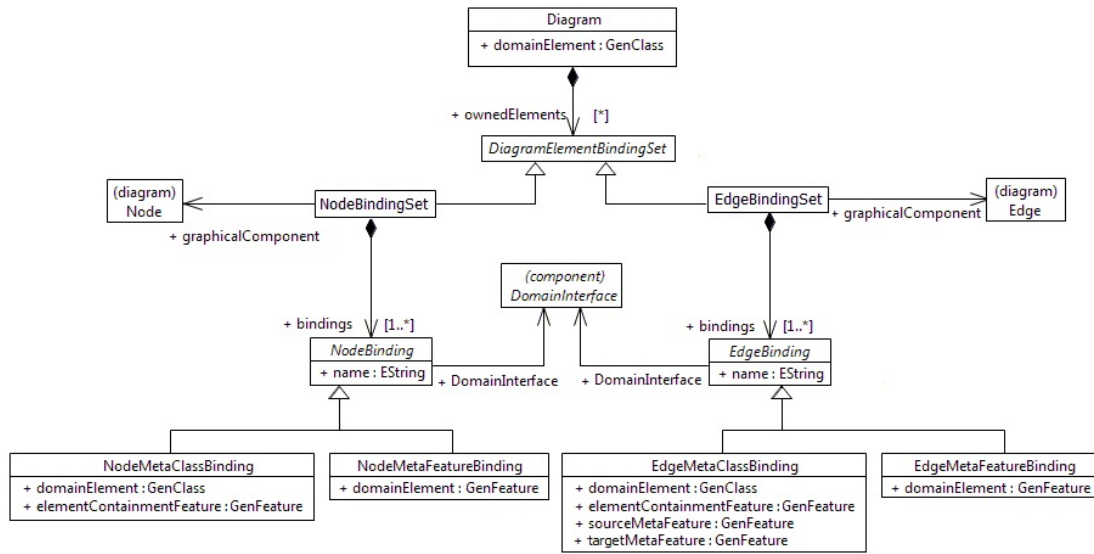 Diagram
+ domainElement : GenClass
+ ownedElements [*]
DiagramElementBindingSet
(diagram)
Node
NodeBindingSet
+ graphicalComponent
EdgeBindingSet
+ graphicalComponent
(diagram)
Edge
(component)
DomainInterface
+ bindings [1..*]
NodeBinding
+ name : EString
+ DomainInterface
+ bindings [1..*]
EdgeBinding
+ name : EString
+ DomainInterface
NodeMetaClassBinding
+ domainElement : GenClass
+ elementContainmentFeature : GenFeature
NodeMetaFeatureBinding
+ domainElement : GenFeature
EdgeMetaClassBinding
+ domainElement : GenClass
+ elementContainmentFeature : GenFeature
+ sourceMetaFeature : GenFeature
+ targetMetaFeature : GenFeature
EdgeMetaFeatureBinding
+ domainElement : GenFeature